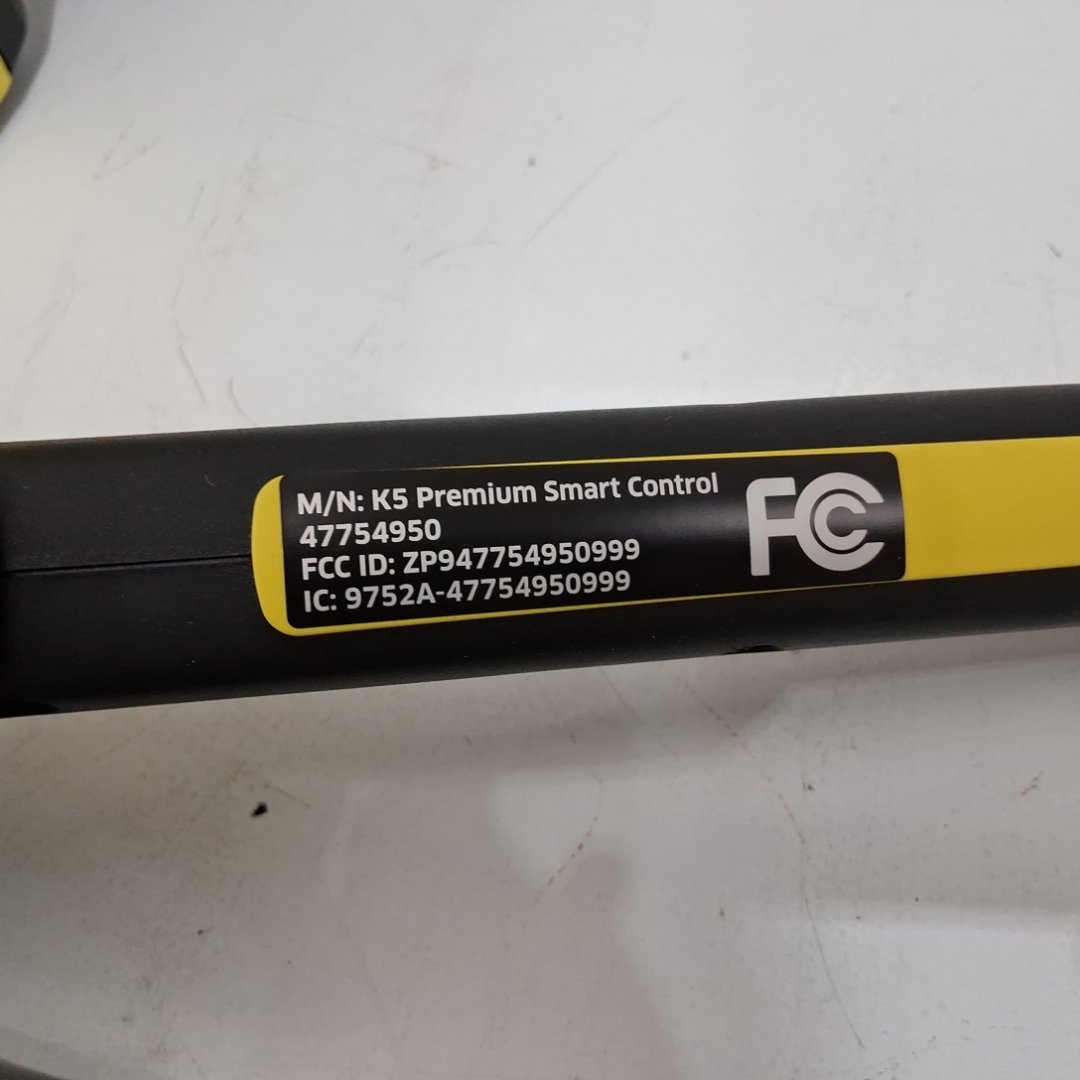 M/N: K5 Premium Smart Control
47754950
FCC ID: ZP947754950999
IC: 9752A-47754950999
FC